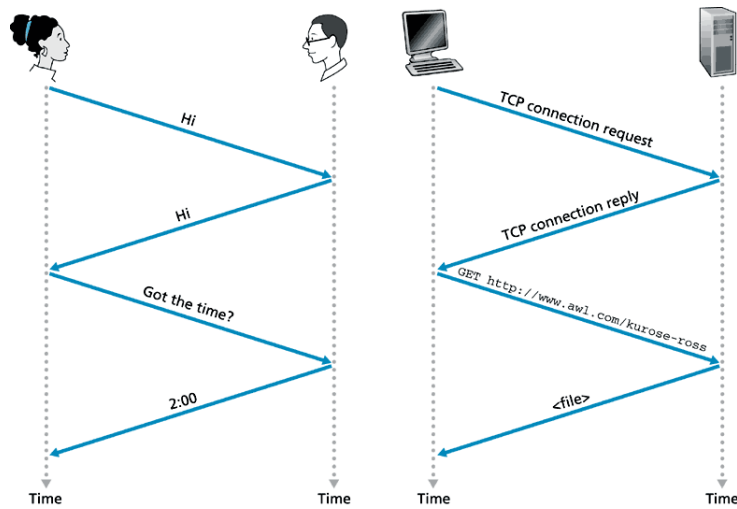 Hi
Hi
Got the time?
2:00
Time
Time
TCP connection request
TCP connection reply
GET http://www.awl.com/kurose-ross
<file>
Time
Time